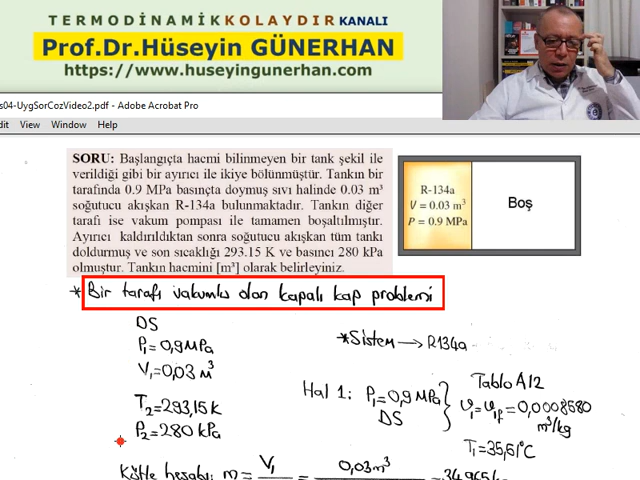 TERMODİNAMİKKOLAYDIR KANALI
Prof.Dr.Hüseyin GÜNERHAN
https://www.huseyingunerhan.com
s04-UygSorCozVideo2.pdf - Adobe Acrobat Pro
dit View Window Help
SORU: Başlangıçta hacmi bilinmeyen bir tank şekil ile
verildiği gibi bir ayırıcı ile ikiye bölünmüştür. Tankın bir
tarafında 0.9 MPa basınçta doymuş sıvı halinde 0.03 m³
soğutucu akışkan R-134a bulunmaktadır. Tankın diğer
tarafı ise vakum pompası ile tamamen boşaltılmıştır.
Ayırıcı kaldırıldıktan sonra soğutucu akışkan tüm tankı
doldurmuş ve son sıcaklığı 293.15 K ve basıncı 280 kPa
olmuştur. Tankın hacmini [m³] olarak belirleyiniz.
R-134a
V = 0.03 m³
P = 0.9 MPa
Boş
* Bir tarafı vakumlu olan kapalı kap problemi
DS
P₁=0,9MPa
V₁=0,03 m³
T₂=293,15K
P₂=280 kPa
*Sistem → R134a
Hal 1: P₁=0,9 MPa
DS
Tablo A12
v₁=v₁f=0,0008580
m³/kg
T₁=35,51°C
Kütle hesabı: m = V₁ = 0,03m³